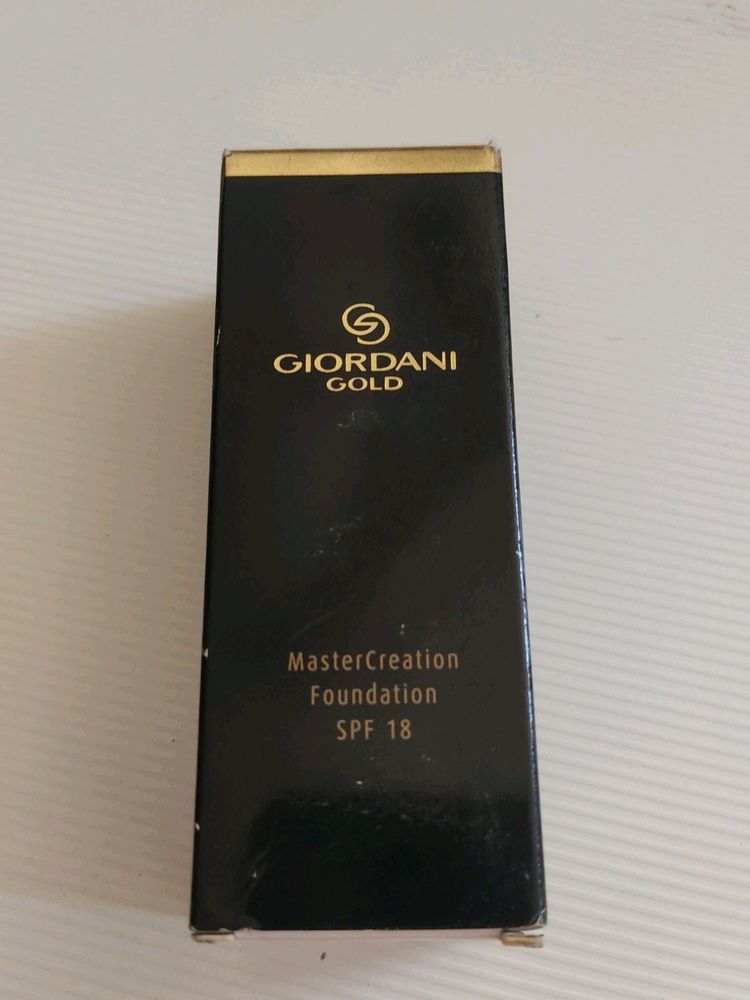 GIORDANI
GOLD
MasterCreation
Foundation
SPF 18